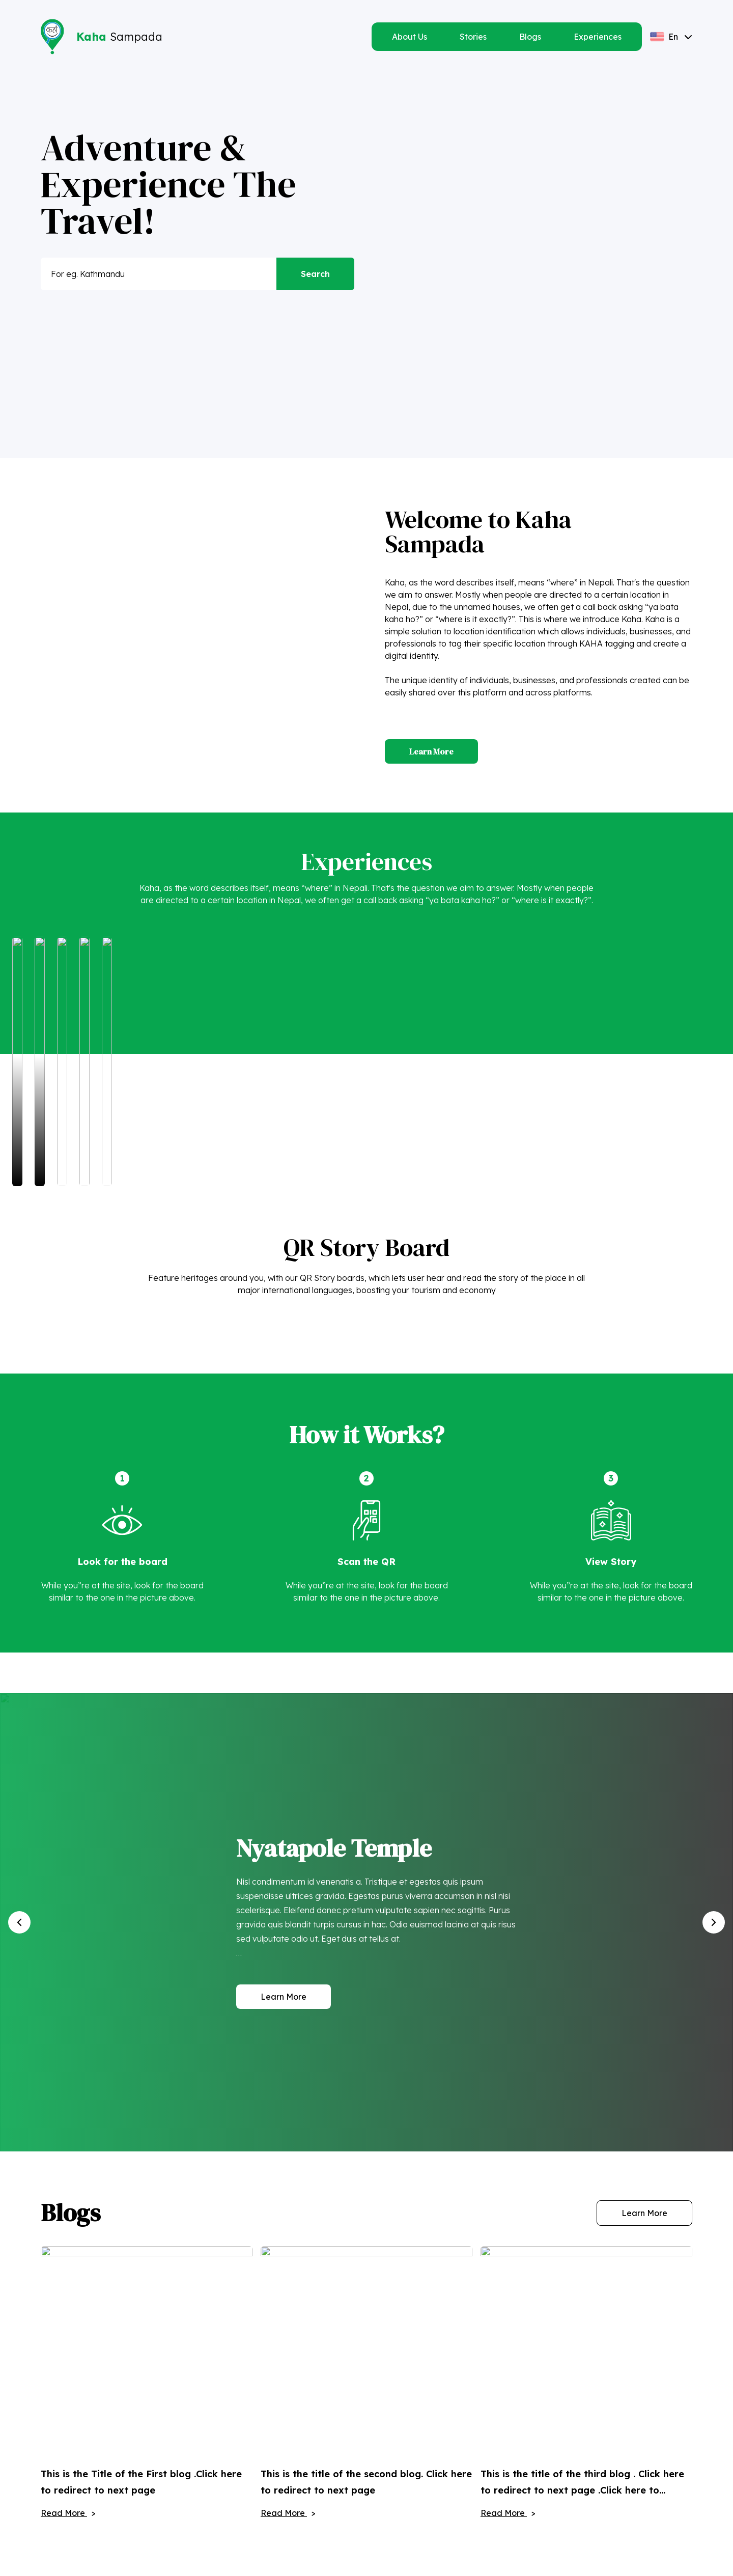 Kaha Sampada
About Us
Stories
Blogs
Experiences
En
Adventure &
Experience The
Travel!
For eg. Kathmandu
Search
Welcome to Kaha
Sampada
Kaha, as the word describes itself, means “where” in Nepali. That's the question
we aim to answer. Mostly when people are directed to a certain location in
Nepal, due to the unnamed houses, we often get a call back asking “ya bata
kaha ho?” or “where is it exactly?”. This is where we introduce Kaha. Kaha is a
simple solution to location identification which allows individuals, businesses, and
professionals to tag their specific location through KAHA tagging and create a
digital identity.
The unique identity of individuals, businesses, and professionals created can be
easily shared over this platform and across platforms.
Learn More
Experiences
Kaha, as the word describes itself, means “where” in Nepali. That's the question we aim to answer. Mostly when people
are directed to a certain location in Nepal, we often get a call back asking “ya bata kaha ho?” or “where is it exactly?”.
QR Story Board
Feature heritages around you, with our QR Story boards, which lets user hear and read the story of the place in all
major international languages, boosting your tourism and economy
How it Works?
1
2
3
Look for the board
Scan the QR
View Story
While you"re at the site, look for the board
similar to the one in the picture above.
While you"re at the site, look for the board
similar to the one in the picture above.
While you"re at the site, look for the board
similar to the one in the picture above.
Nyatapole Temple
Nisl condimentum id venenatis a. Tristique et egestas quis ipsum
suspendisse ultrices gravida. Egestas purus viverra accumsan in nisl nisi
scelerisque. Eleifend donec pretium vulputate sapien nec sagittis. Purus
gravida quis blandit turpis cursus in hac. Odio euismod lacinia at quis risus
sed vulputate odio ut. Eget duis at tellus at.
...
Learn More
Blogs
Learn More
This is the Title of the First blog .Click here
to redirect to next page
Read More >
This is the title of the second blog. Click here
to redirect to next page
Read More >
This is the title of the third blog . Click here
to redirect to next page .Click here to...
Read More >